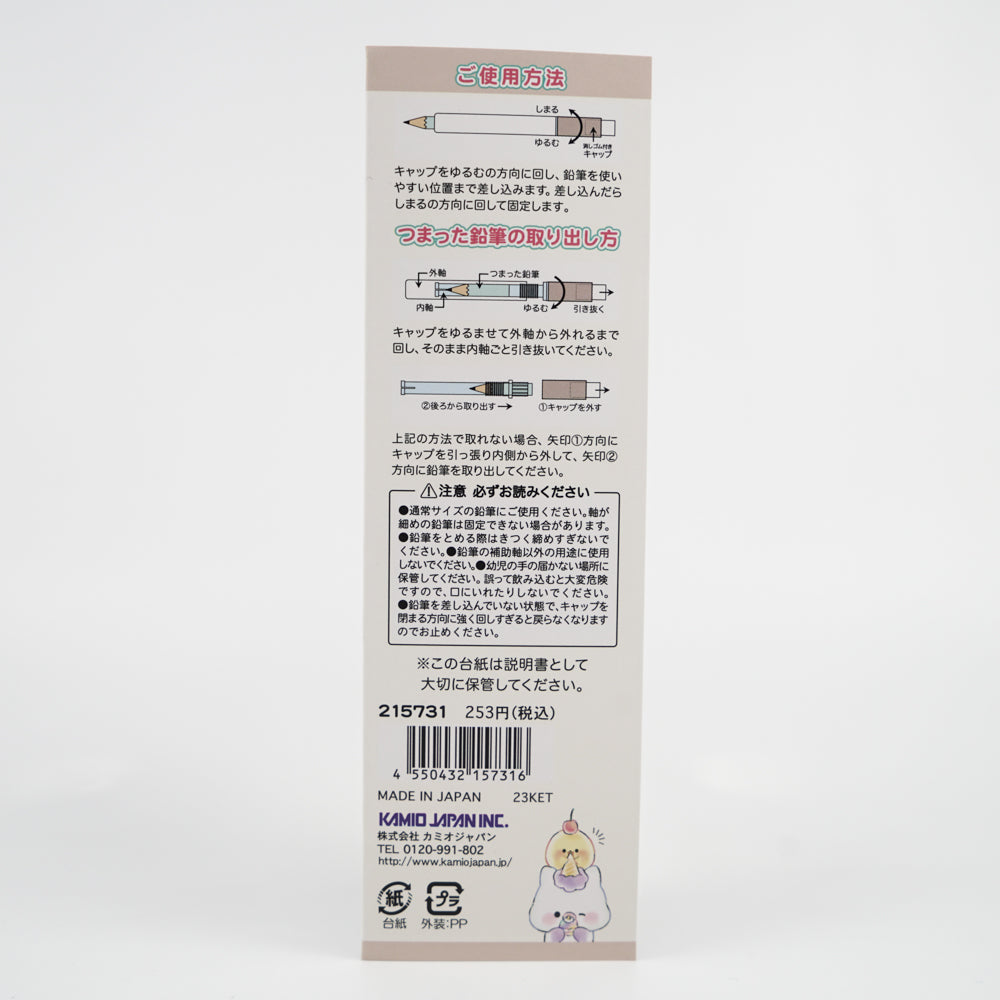 ご使用方法
しまる
ゆるむ
消しゴム付き
キャップ
キャップをゆるむの方向に回し、鉛筆を使い
やすい位置まで差し込みます。差し込んだら
しまるの方向に回して固定します。
つまった鉛筆の取り出し方
外軸
つまった鉛筆
内軸
ゆるむ
引き抜く
キャップをゆるませて外軸から外れるまで
回し、そのまま内軸ごと引き抜いてください。
②後ろから取り出す
①キャップを外す
上記の方法で取れない場合、矢印①方向に
キャップを引っ張り内側から外して、矢印②
方向に鉛筆を取り出してください。
注意 必ずお読みください
●通常サイズの鉛筆にご使用ください。軸が
細めの鉛筆は固定できない場合があります。
●鉛筆をとめる際はきつく締めすぎないで
ください。●鉛筆の補助軸以外の用途に使用
しないでください。●幼児の手の届かない場所に
保管してください。誤って飲み込むと大変危険
ですので、口にいれたりしないでください。
●鉛筆を差し込んでいない状態で、キャップを
閉まる方向に強く回しすぎると戻らなくなります
のでお止めください。
※この台紙は説明書として
大切に保管してください。
215731 253円(税込)
4 550432 157316
MADE IN JAPAN 23KET
KAMIO JAPAN INC.
株式会社 カミオジャパン
TEL 0120-991-802
http://www.kamiojapan.jp/
紙
プラ
台紙
外装:PP